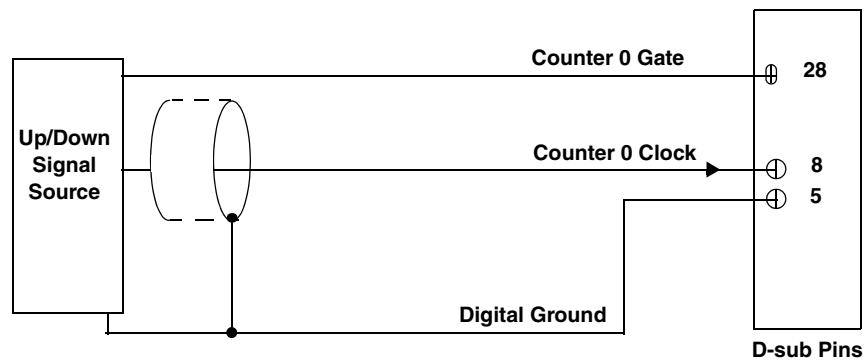 Counter 0 Gate
28
Up/Down
Signal
Source
Counter 0 Clock
8
5
Digital Ground
D-sub Pins